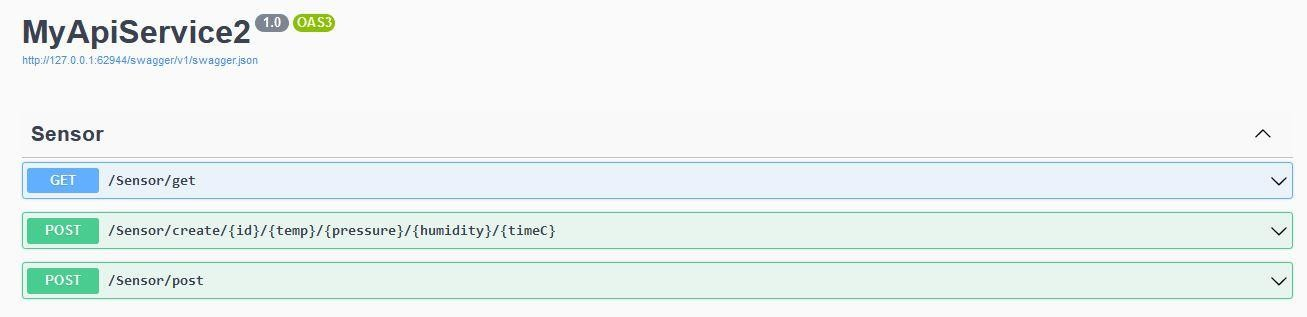 MyApiService2 1.0 OAS3
http://127.0.0.1:62944/swagger/v1/swagger.json
Sensor
GET /Sensor/get
POST /Sensor/create/{id}/{temp}/{pressure}/{humidity}/{timeC}
POST /Sensor/post